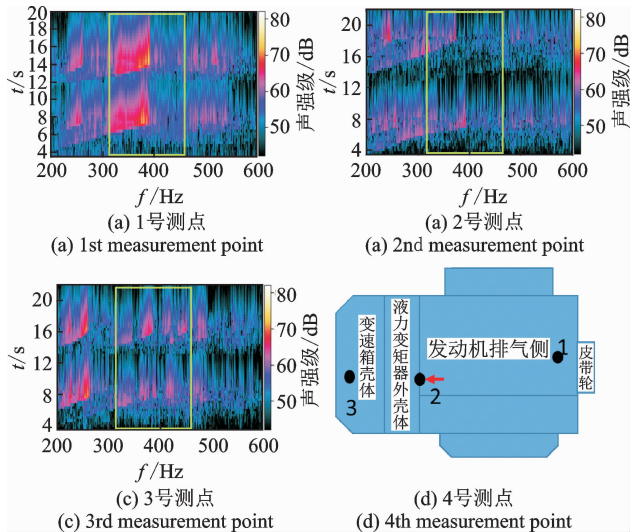 20
18
16
14
12
10
8
6
4
t/s
200 300 400 500 600
f/Hz
80
70
60
50
声强级/dB
(a) 1号测点
(a) 1st measurement point
20
16
12
8
4
t/s
200 300 400 500 600
f/Hz
80
70
60
50
声强级/dB
(a) 2号测点
(a) 2nd measurement point
20
16
12
8
4
t/s
200 300 400 500 600
f/Hz
80
70
60
50
声强级/dB
(c) 3号测点
(c) 3rd measurement point
变速箱壳体
液力变矩器外壳体
发动机排气侧
皮带轮
1
2
3
(d) 4号测点
(d) 4th measurement point